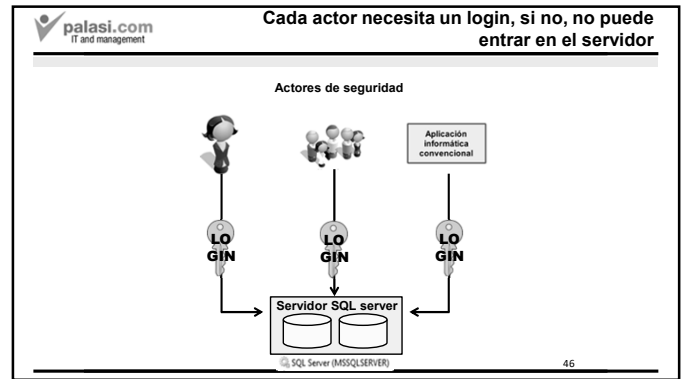 palasi.com
IT and management
Cada actor necesita un login, si no, no puede
entrar en el servidor
Actores de seguridad
Aplicación
informática
convencional
LO
GIN
LO
GIN
LO
GIN
Servidor SQL server
SQL Server (MSSQLSERVER)
46